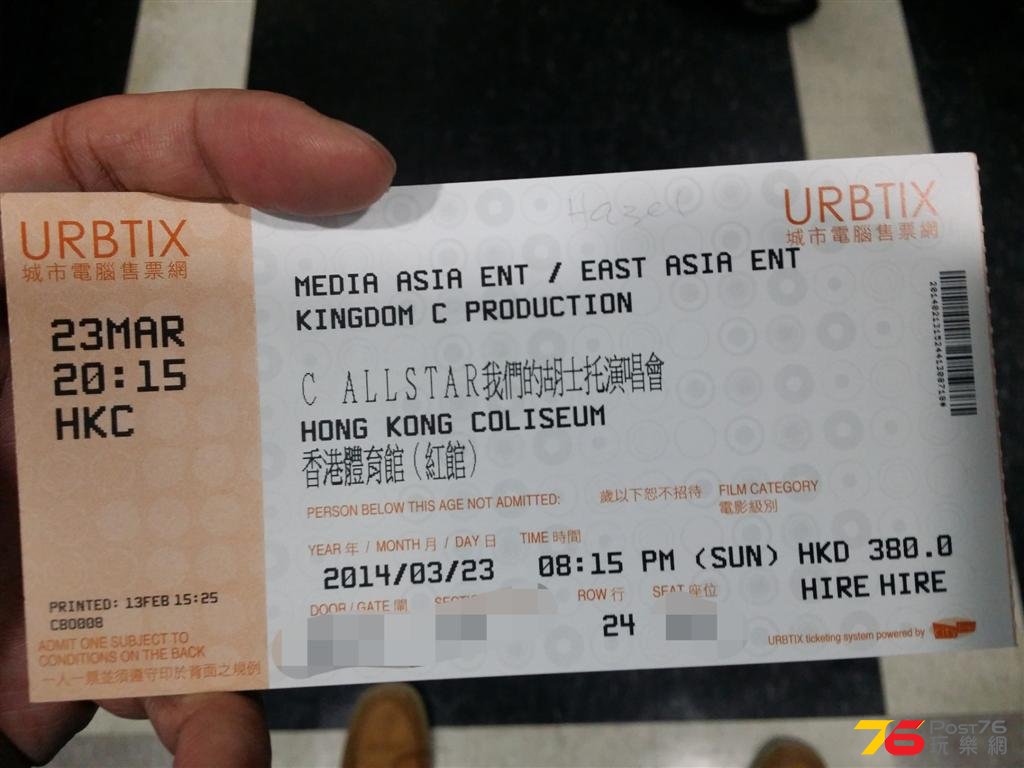 URBTIX
城市電腦售票網
23MAR
20:15
HKC
PRINTED: 13FEB 15:25
CB0008
ADMIT ONE SUBJECT TO
CONDITIONS ON THE BACK
一人一票並須遵守印於背面之規例
Hazel
URBTIX
城市電腦售票網
MEDIA ASIA ENT / EAST ASIA ENT
KINGDOM C PRODUCTION
C ALLSTAR我們的胡士托演唱會
HONG KONG COLISEUM
香港體育館(紅館)
PERSON BELOW THIS AGE NOT ADMITTED: 歲以下恕不招待 FILM CATEGORY
電影級別
YEAR 年 / MONTH 月 / DAY 日 TIME 時間
2014/03/23 08:15 PM (SUN) HKD 380.0
HIRE HIRE
DOOR / GATE 閘 ROW 行 SEAT 座位
24
URBTIX ticketing system powered by
76 Post76
玩樂網